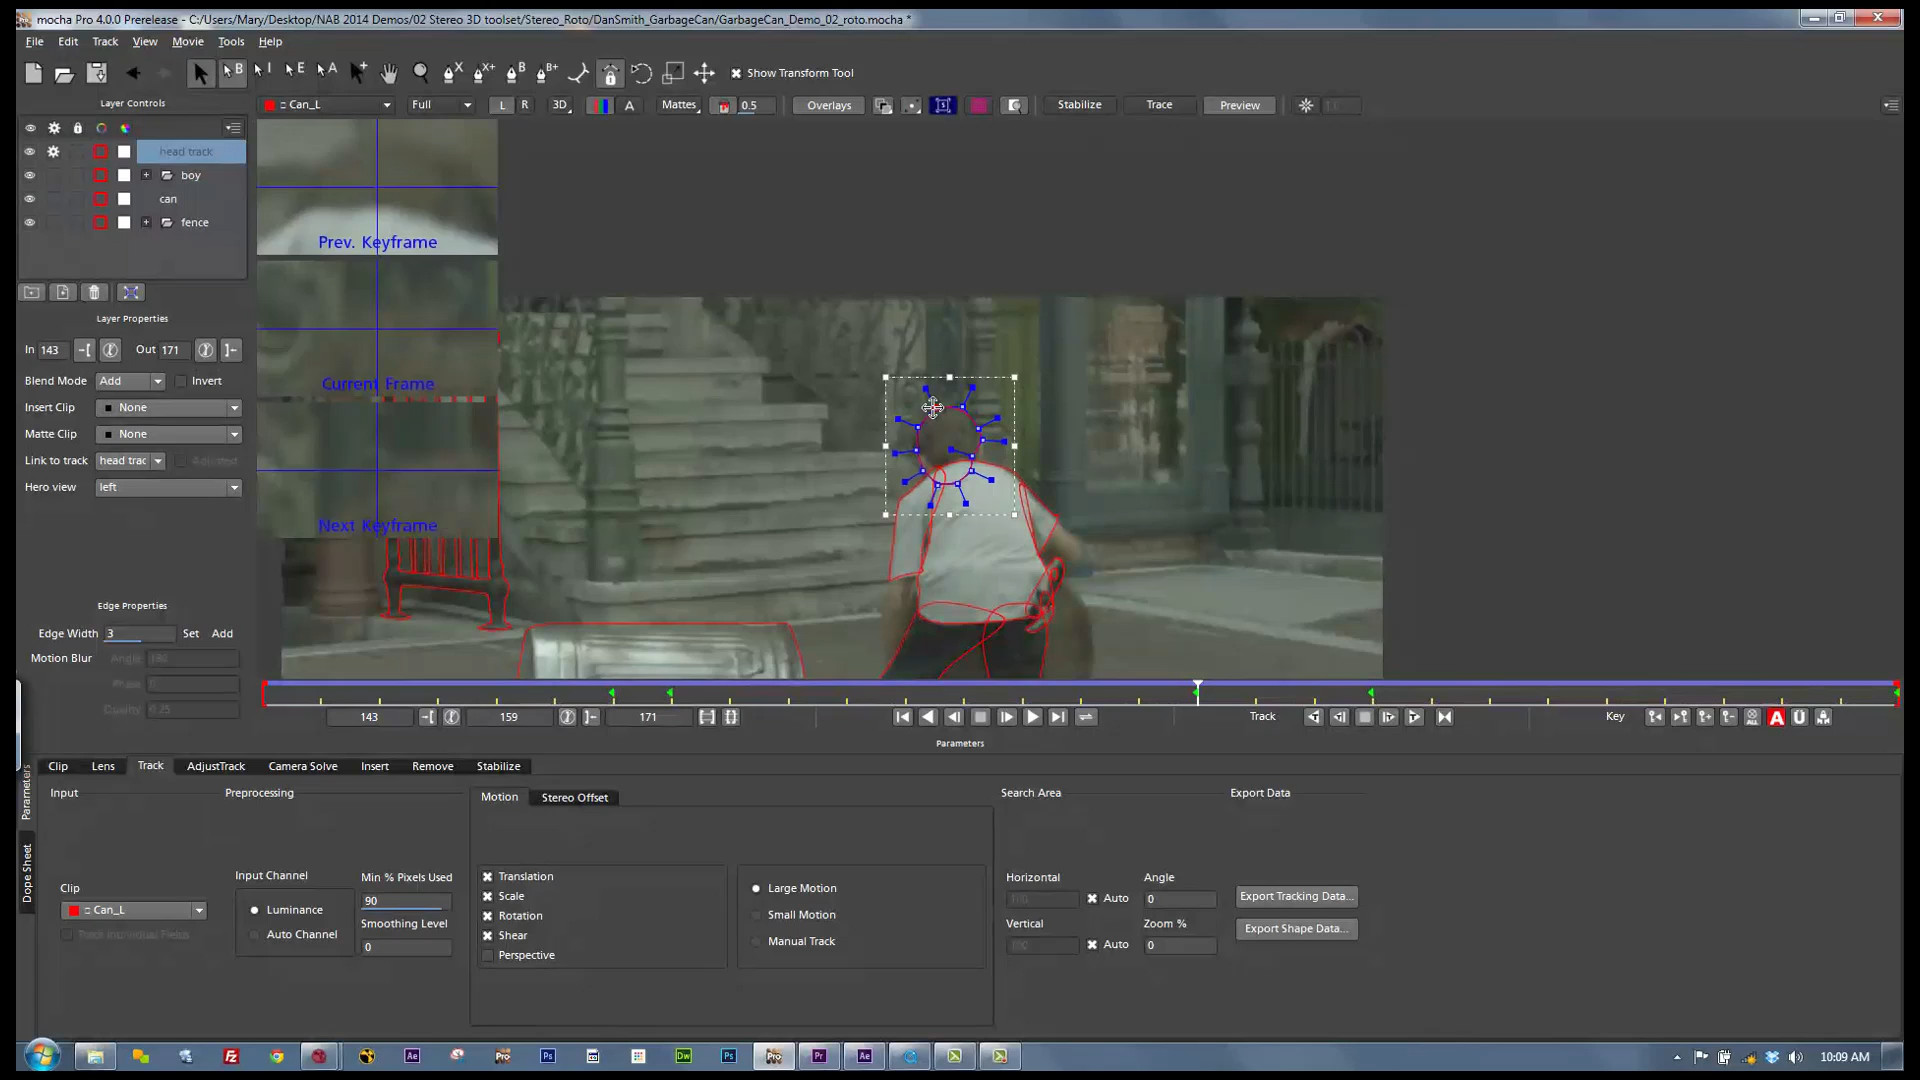 mocha Pro 4.0.0 Prerelease - C:/Users/Mary/Desktop/NAB 2014 Demos/02 Stereo 3D toolset/Stereo_Roto/DanSmith_GarbageCan/GarbageCan_Demo_02_roto.mocha *
File Edit Track View Movie Tools Help
Show Transform Tool
Layer Controls
Can_L Full L R 3D A Mattes 0.5 Overlays Stabilize Trace Preview
head track
boy
can
fence
Prev. Keyframe
Current Frame
Next Keyframe
Layer Properties
In 143 Out 171
Blend Mode Add Invert
Insert Clip None
Matte Clip None
Link to track head trac
Hero view left
Edge Properties
Edge Width 3 Set Add
Motion Blur Angle 180
Phase 0
Quality 0.25
143 159 171 Track Key
Parameters
Clip Lens Track AdjustTrack Camera Solve Insert Remove Stabilize
Parameters
Dope Sheet
Input Preprocessing Motion Stereo Offset Search Area Export Data
Input Channel Min % Pixels Used
Clip
Can_L
Luminance
Auto Channel
90
Smoothing Level
0
Translation
Scale
Rotation
Shear
Perspective
Large Motion
Small Motion
Manual Track
Horizontal Angle
Auto 0
Vertical Zoom %
Auto 0
Export Tracking Data...
Export Shape Data...
10:09 AM